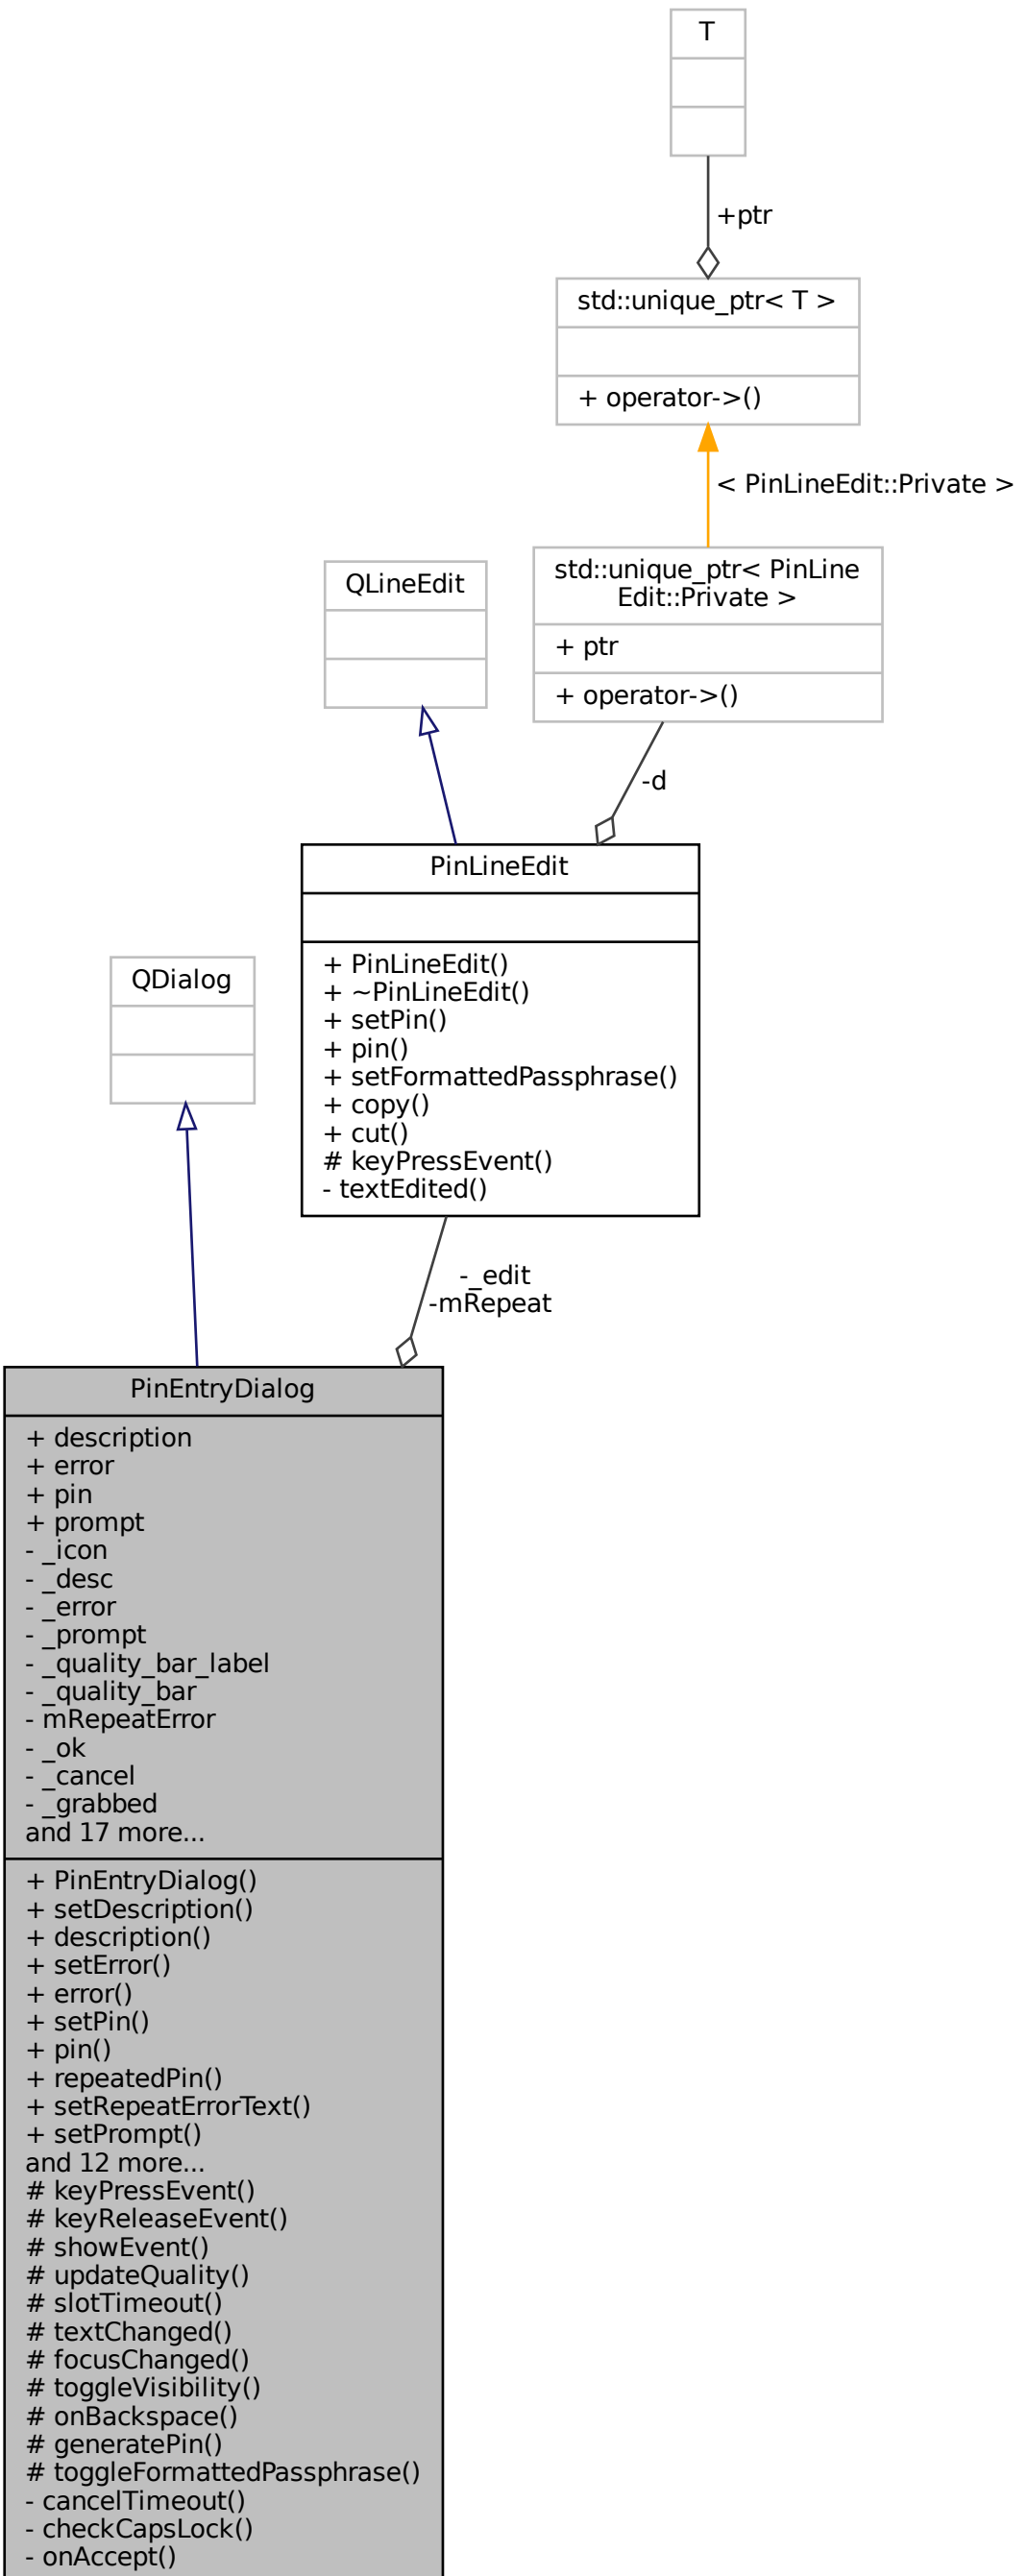 T
+ptr
std::unique_ptr< T >
+ operator->()
< PinLineEdit::Private >
std::unique_ptr< PinLine
Edit::Private >
+ ptr
+ operator->()
QLineEdit
-d
PinLineEdit
+ PinLineEdit()
+ ~PinLineEdit()
+ setPin()
+ pin()
+ setFormattedPassphrase()
+ copy()
+ cut()
# keyPressEvent()
- textEdited()
QDialog
-_edit
-mRepeat
PinEntryDialog
+ description
+ error
+ pin
+ prompt
- _icon
- _desc
- _error
- _prompt
- _quality_bar_label
- _quality_bar
- mRepeatError
- _ok
- _cancel
- _grabbed
and 17 more...
+ PinEntryDialog()
+ setDescription()
+ description()
+ setError()
+ error()
+ setPin()
+ pin()
+ repeatedPin()
+ setRepeatErrorText()
+ setPrompt()
and 12 more...
# keyPressEvent()
# keyReleaseEvent()
# showEvent()
# updateQuality()
# slotTimeout()
# textChanged()
# focusChanged()
# toggleVisibility()
# onBackspace()
# generatePin()
# toggleFormattedPassphrase()
- cancelTimeout()
- checkCapsLock()
- onAccept()